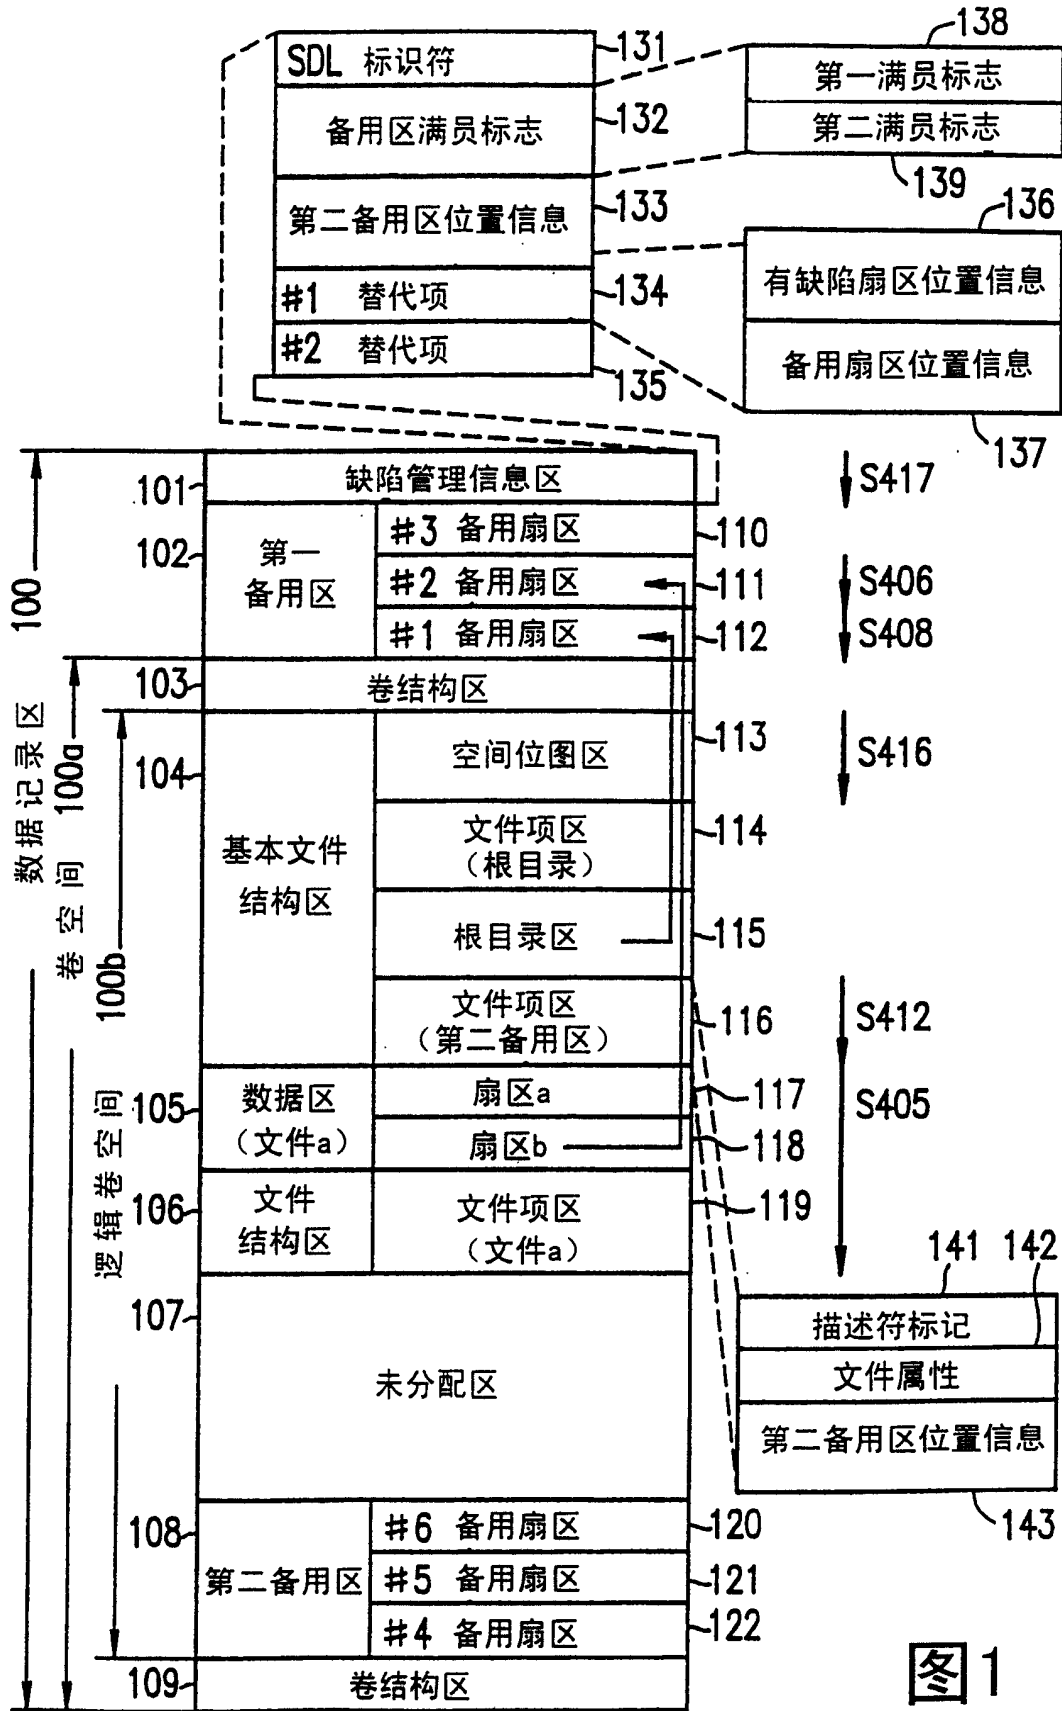 SDL 标识符
131
备用区满员标志
132
第二备用区位置信息
133
#1 替代项
134
#2 替代项
135
138
第一满员标志
第二满员标志
139
136
有缺陷扇区位置信息
备用扇区位置信息
137
100
数据记录区
100a
卷空间
100b
逻辑卷空间
101
缺陷管理信息区
S417
102
第一
备用区
#3 备用扇区
110
#2 备用扇区
111
S406
#1 备用扇区
112
S408
103
卷结构区
104
基本文件
结构区
空间位图区
113
S416
文件项区
(根目录)
114
根目录区
115
文件项区
(第二备用区)
116
S412
105
数据区
(文件a)
扇区a
117
S405
扇区b
118
106
文件
结构区
文件项区
(文件a)
119
107
未分配区
141
142
描述符标记
文件属性
第二备用区位置信息
143
108
第二备用区
#6 备用扇区
120
#5 备用扇区
121
#4 备用扇区
122
109
卷结构区
图1